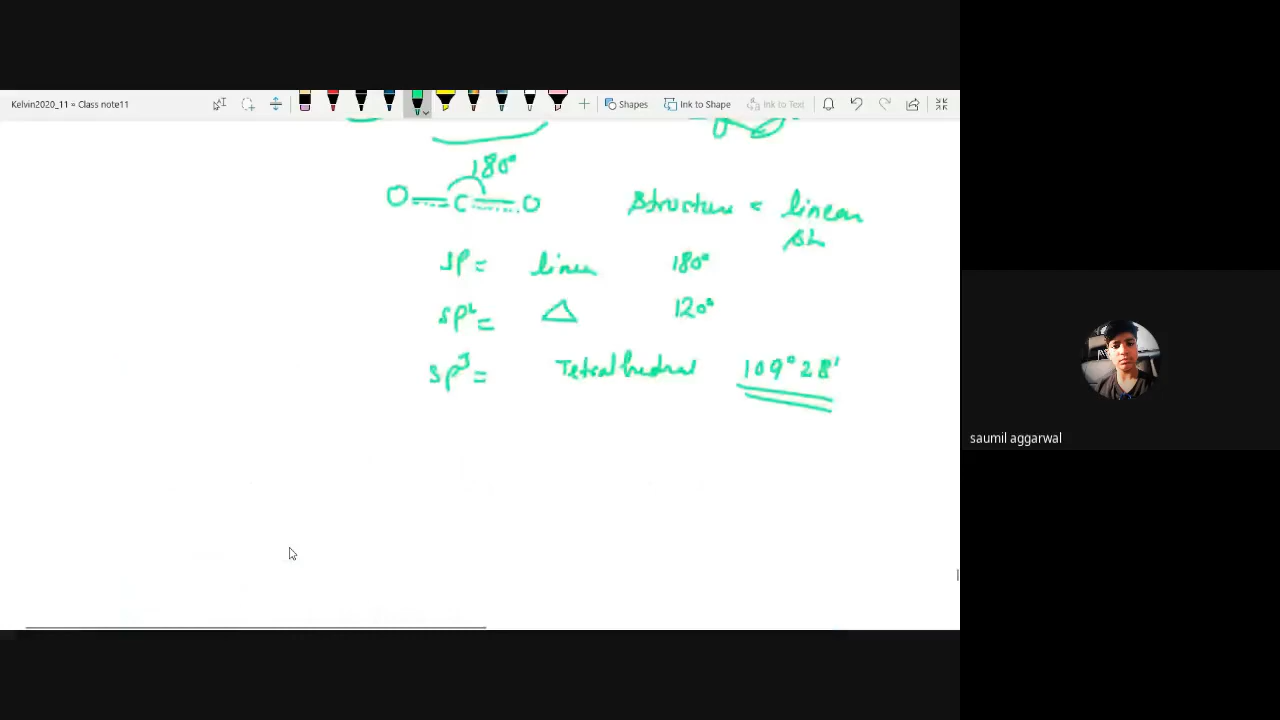 Kelvin2020_11 » Class note11
Shapes
Ink to Shape
Ink to Text
180°
O=C=O
Structure = linear
sp = linear 180°
sp² = △ 120°
sp³ = Tetrahedral 109°28'
saumil aggarwal